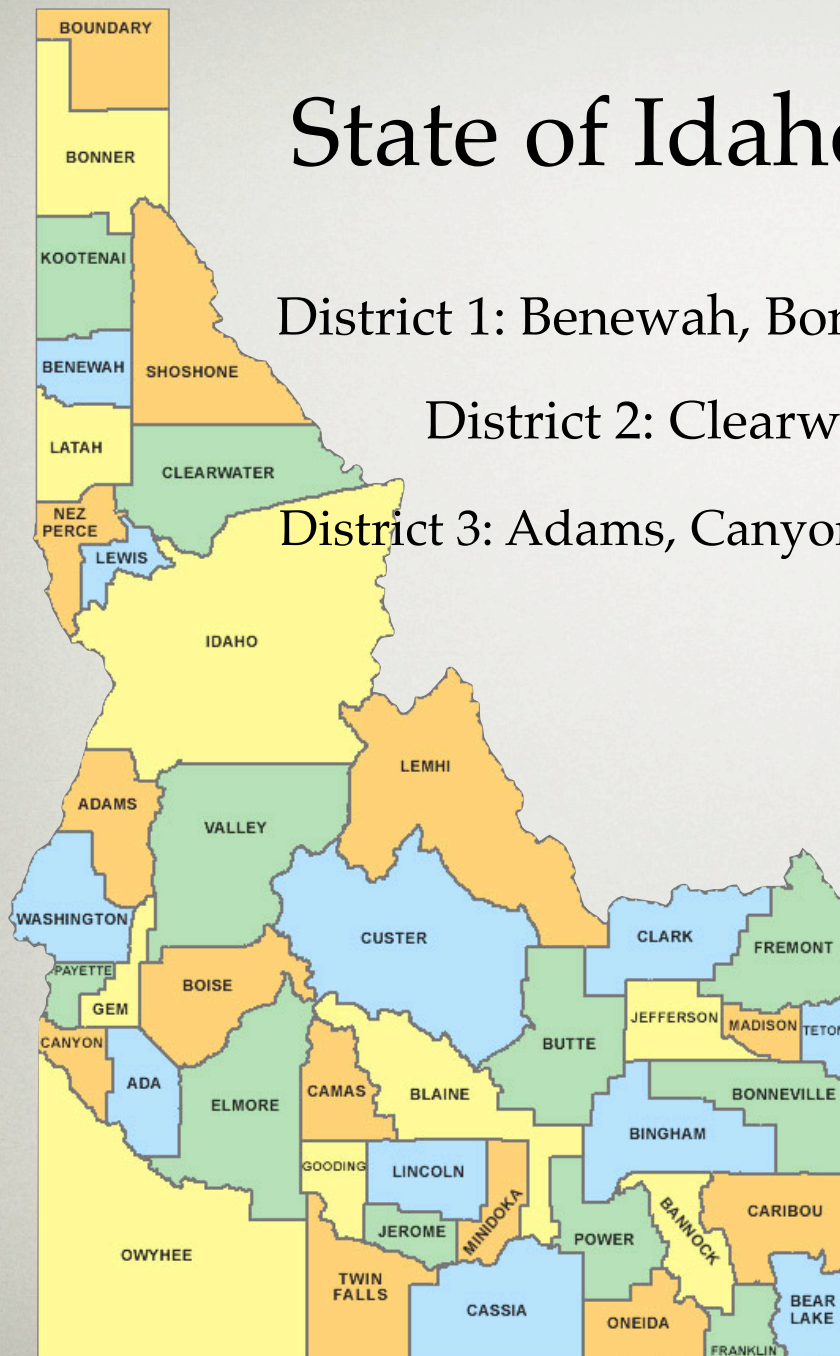 BOUNDARY
State of Idaho
BONNER
KOOTENAI
District 1: Benewah, Bon
BENEWAH
SHOSHONE
District 2: Clearw
LATAH
CLEARWATER
NEZ
PERCE
District 3: Adams, Canyon
LEWIS
IDAHO
LEMHI
ADAMS
VALLEY
WASHINGTON
CUSTER
CLARK
FREMONT
PAYETTE
BOISE
GEM
JEFFERSON
MADISON
TETON
CANYON
BUTTE
ADA
CAMAS
BLAINE
BONNEVILLE
ELMORE
BINGHAM
GOODING
LINCOLN
MINIDOKA
BANNOCK
CARIBOU
JEROME
POWER
OWYHEE
TWIN
FALLS
CASSIA
BEAR
LAKE
ONEIDA
FRANKLIN